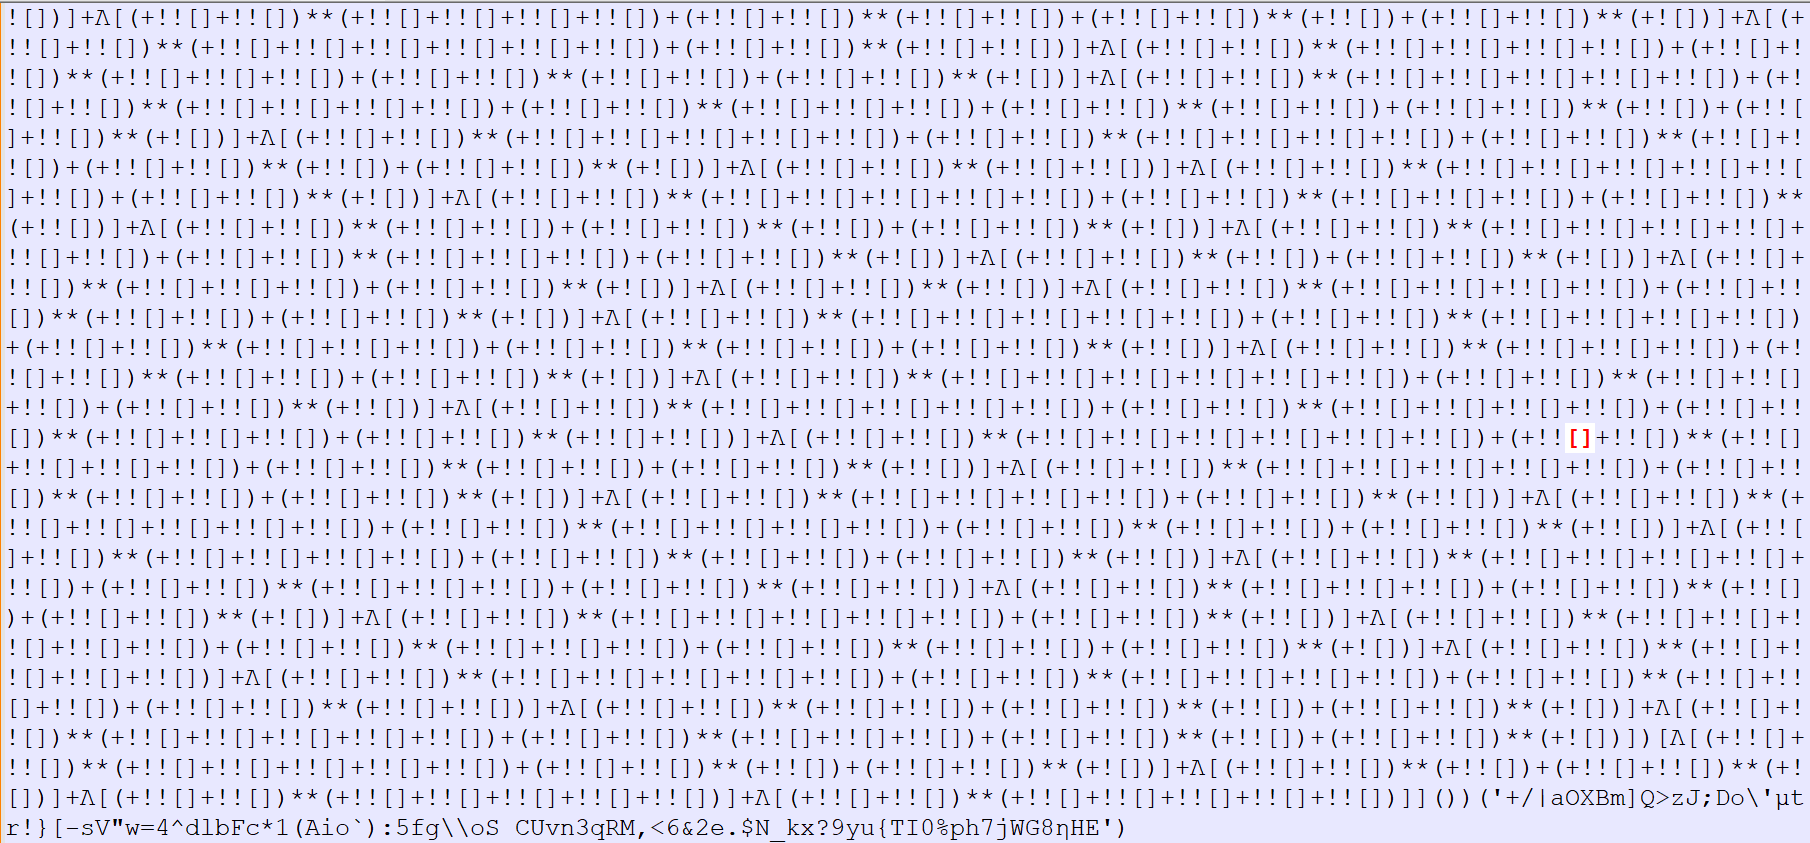 ![])]+Λ[(+!![]+!![])**(+!![]+!![]+!![]+!![])+(+!![]+!![])**(+!![]+!![])+(+!![]+!![])**(+!![])+(+!![]+!![])**(+![])]+Λ[(+
!![]+!![])**(+!![]+!![]+!![]+!![]+!![]+!![])+(+!![]+!![])**(+!![]+!![])]+Λ[(+!![]+!![])**(+!![]+!![]+!![]+!![])+(+!![]+!
![])**(+!![]+!![]+!![])+(+!![]+!![])**(+!![]+!![])+(+!![]+!![])**(+![])]+Λ[(+!![]+!![])**(+!![]+!![]+!![]+!![]+!![])+(+!
![]+!![])**(+!![]+!![]+!![]+!![])+(+!![]+!![])**(+!![]+!![]+!![])+(+!![]+!![])**(+!![]+!![])+(+!![]+!![])**(+!![])+(+!![
]+!![])**(+![])]+Λ[(+!![]+!![])**(+!![]+!![]+!![]+!![]+!![])+(+!![]+!![])**(+!![]+!![]+!![]+!![])+(+!![]+!![])**(+!![]+!
![])+(+!![]+!![])**(+!![])+(+!![]+!![])**(+![])]+Λ[(+!![]+!![])**(+!![]+!![])]+Λ[(+!![]+!![])**(+!![]+!![]+!![]+!![]+!![
]+!![])+(+!![]+!![])**(+![])]+Λ[(+!![]+!![])**(+!![]+!![]+!![]+!![]+!![])+(+!![]+!![])**(+!![]+!![]+!![])+(+!![]+!![])**
(+!![])]+Λ[(+!![]+!![])**(+!![]+!![])+(+!![]+!![])**(+!![])+(+!![]+!![])**(+![])]+Λ[(+!![]+!![])**(+!![]+!![]+!![]+!![]+
!![]+!![])+(+!![]+!![])**(+!![]+!![]+!![])+(+!![]+!![])**(+![])]+Λ[(+!![]+!![])**(+!![])+(+!![]+!![])**(+![])]+Λ[(+!![]+
!![])**(+!![]+!![]+!![])+(+!![]+!![])**(+![])]+Λ[(+!![]+!![])**(+!![])]+Λ[(+!![]+!![])**(+!![]+!![]+!![]+!![])+(+!![]+!!
[])**(+!![]+!![])+(+!![]+!![])**(+![])]+Λ[(+!![]+!![])**(+!![]+!![]+!![]+!![]+!![])+(+!![]+!![])**(+!![]+!![]+!![]+!![])
+(+!![]+!![])**(+!![]+!![]+!![])+(+!![]+!![])**(+!![]+!![])+(+!![]+!![])**(+!![])]+Λ[(+!![]+!![])**(+!![]+!![]+!![])+(+!
![]+!![])**(+!![]+!![])+(+!![]+!![])**(+![])]+Λ[(+!![]+!![])**(+!![]+!![]+!![]+!![]+!![]+!![])+(+!![]+!![])**(+!![]+!![]
+!![])+(+!![]+!![])**(+!![])]+Λ[(+!![]+!![])**(+!![]+!![]+!![]+!![]+!![])+(+!![]+!![])**(+!![]+!![]+!![]+!![])+(+!![]+!!
[])**(+!![]+!![]+!![])+(+!![]+!![])**(+!![]+!![])]+Λ[(+!![]+!![])**(+!![]+!![]+!![]+!![]+!![]+!![])+(+!![]+!![])**(+!![]
+!![]+!![]+!![])+(+!![]+!![])**(+!![]+!![])+(+!![]+!![])**(+!![])]+Λ[(+!![]+!![])**(+!![]+!![]+!![]+!![]+!![])+(+!![]+!!
[])**(+!![]+!![])+(+!![]+!![])**(+![])]+Λ[(+!![]+!![])**(+!![]+!![]+!![]+!![])+(+!![]+!![])**(+!![])]+Λ[(+!![]+!![])**(+
!![]+!![]+!![]+!![]+!![])+(+!![]+!![])**(+!![]+!![]+!![]+!![])+(+!![]+!![])**(+!![]+!![])+(+!![]+!![])**(+!![])]+Λ[(+!![
]+!![])**(+!![]+!![]+!![]+!![])+(+!![]+!![])**(+!![]+!![])+(+!![]+!![])**(+!![])]+Λ[(+!![]+!![])**(+!![]+!![]+!![]+!![]+
!![])+(+!![]+!![])**(+!![]+!![]+!![])+(+!![]+!![])**(+!![]+!![])]+Λ[(+!![]+!![])**(+!![]+!![]+!![])+(+!![]+!![])**(+!![]
)+(+!![]+!![])**(+![])]+Λ[(+!![]+!![])**(+!![]+!![]+!![]+!![]+!![])+(+!![]+!![])**(+!![])]+Λ[(+!![]+!![])**(+!![]+!![]+!
![]+!![]+!![])+(+!![]+!![])**(+!![]+!![]+!![])+(+!![]+!![])**(+!![]+!![])+(+!![]+!![])**(+![])]+Λ[(+!![]+!![])**(+!![]+!
![]+!![]+!![])]+Λ[(+!![]+!![])**(+!![]+!![]+!![]+!![]+!![])+(+!![]+!![])**(+!![]+!![]+!![]+!![])+(+!![]+!![])**(+!![]+!!
[]+!![])+(+!![]+!![])**(+!![]+!![])]+Λ[(+!![]+!![])**(+!![]+!![])+(+!![]+!![])**(+!![])+(+!![]+!![])**(+![])]+Λ[(+!![]+!
![])**(+!![]+!![]+!![]+!![]+!![])+(+!![]+!![])**(+!![]+!![]+!![])+(+!![]+!![])**(+!![])+(+!![]+!![])**(+![])])[Λ[(+!![]+
!![])**(+!![]+!![]+!![]+!![]+!![])+(+!![]+!![])**(+!![])+(+!![]+!![])**(+![])]+Λ[(+!![]+!![])**(+!![])+(+!![]+!![])**(+!
[])]+Λ[(+!![]+!![])**(+!![]+!![]+!![]+!![]+!![])]+Λ[(+!![]+!![])**(+!![]+!![]+!![]+!![]+!![])]]())('+/|aOXBm]Q>zJ;Do\'µt
r!}[-sV"w=4^dlbFc*1(Aio`):5fg\\oS CUvn3qRM,<6&2e.$N_kx?9yu{TI0%ph7jWG8ηHE')